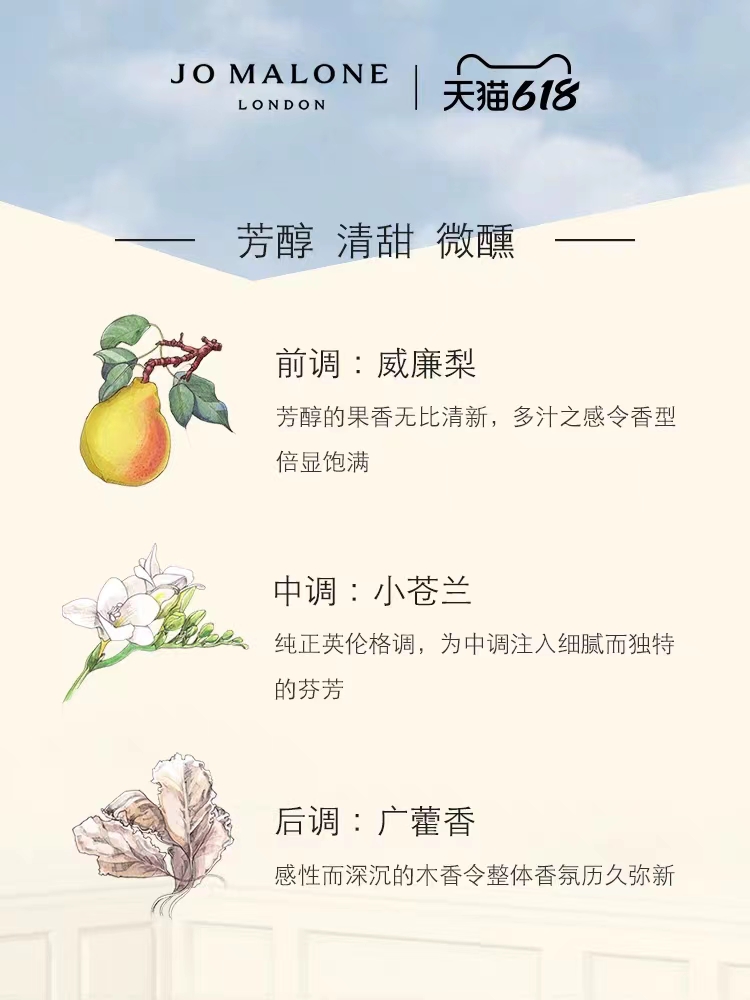 JO MALONE
LONDON
天猫618
芳醇 清甜 微醺
前调：威廉梨
芳醇的果香无比清新，多汁之感令香型
倍显饱满
中调：小苍兰
纯正英伦格调，为中调注入细腻而独特
的芬芳
后调：广藿香
感性而深沉的木香令整体香氛历久弥新